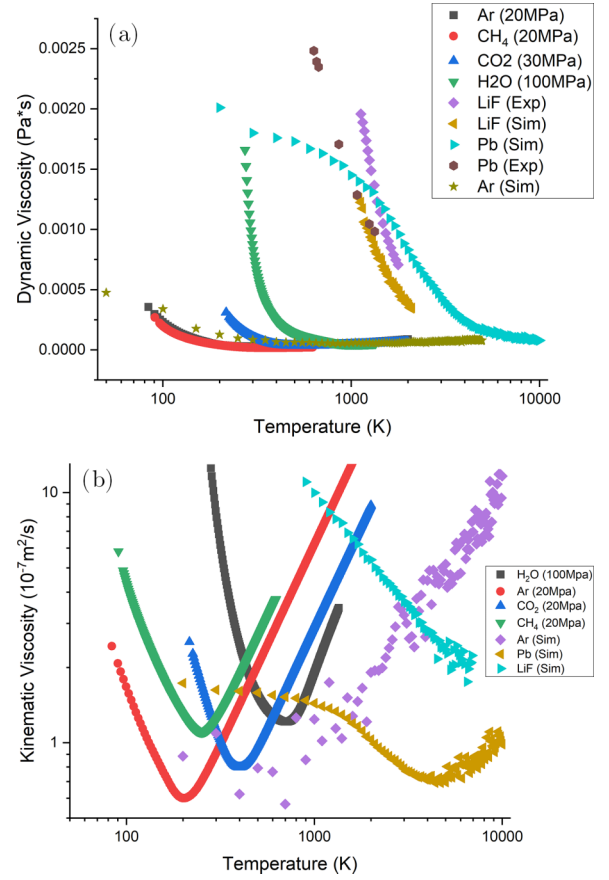 (a)
0.0025
0.0020
0.0015
0.0010
0.0005
0.0000
Dynamic Viscosity (Pa*s)
100
1000
10000
Temperature (K)
Ar (20MPa)
CH₄ (20MPa)
CO2 (30MPa)
H2O (100MPa)
LiF (Exp)
LiF (Sim)
Pb (Sim)
Pb (Exp)
Ar (Sim)
(b)
10
1
Kinematic Viscosity (10⁻⁷m²/s)
100
1000
10000
Temperature (K)
H₂O (100Mpa)
Ar (20Mpa)
CO₂ (20Mpa)
CH₄ (20Mpa)
Ar (Sim)
Pb (Sim)
LiF (Sim)